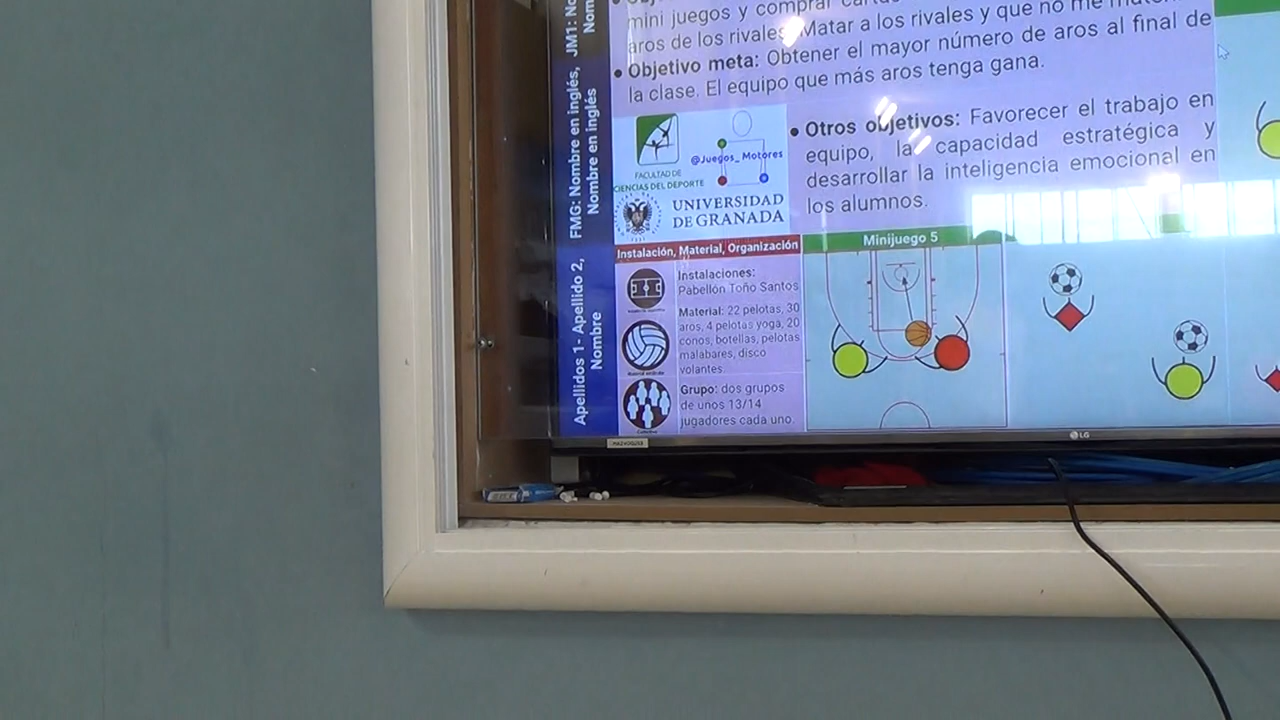 mini juegos y comprar cartas
aros de los rivales. Matar a los rivales y que no me maten.
• Objetivo meta: Obtener el mayor número de aros al final de
la clase. El equipo que más aros tenga gana.
• Otros objetivos: Favorecer el trabajo en
equipo, la capacidad estratégica y
desarrollar la inteligencia emocional en
los alumnos.
JM1: No
Nom
FMG: Nombre en inglés,
Nombre en inglés
Apellidos 1- Apellido 2,
Nombre
@Juegos_Motores
FACULTAD DE
CIENCIAS DEL DEPORTE
UNIVERSIDAD
DE GRANADA
Instalación, Material, Organización
Instalaciones:
Pabellón Toño Santos
Material: 22 pelotas, 30
aros, 4 pelotas yoga, 20
conos, botellas, pelotas
malabares, disco
volantes.
Grupo: dos grupos
de unos 13/14
jugadores cada uno.
Minijuego 5
LG